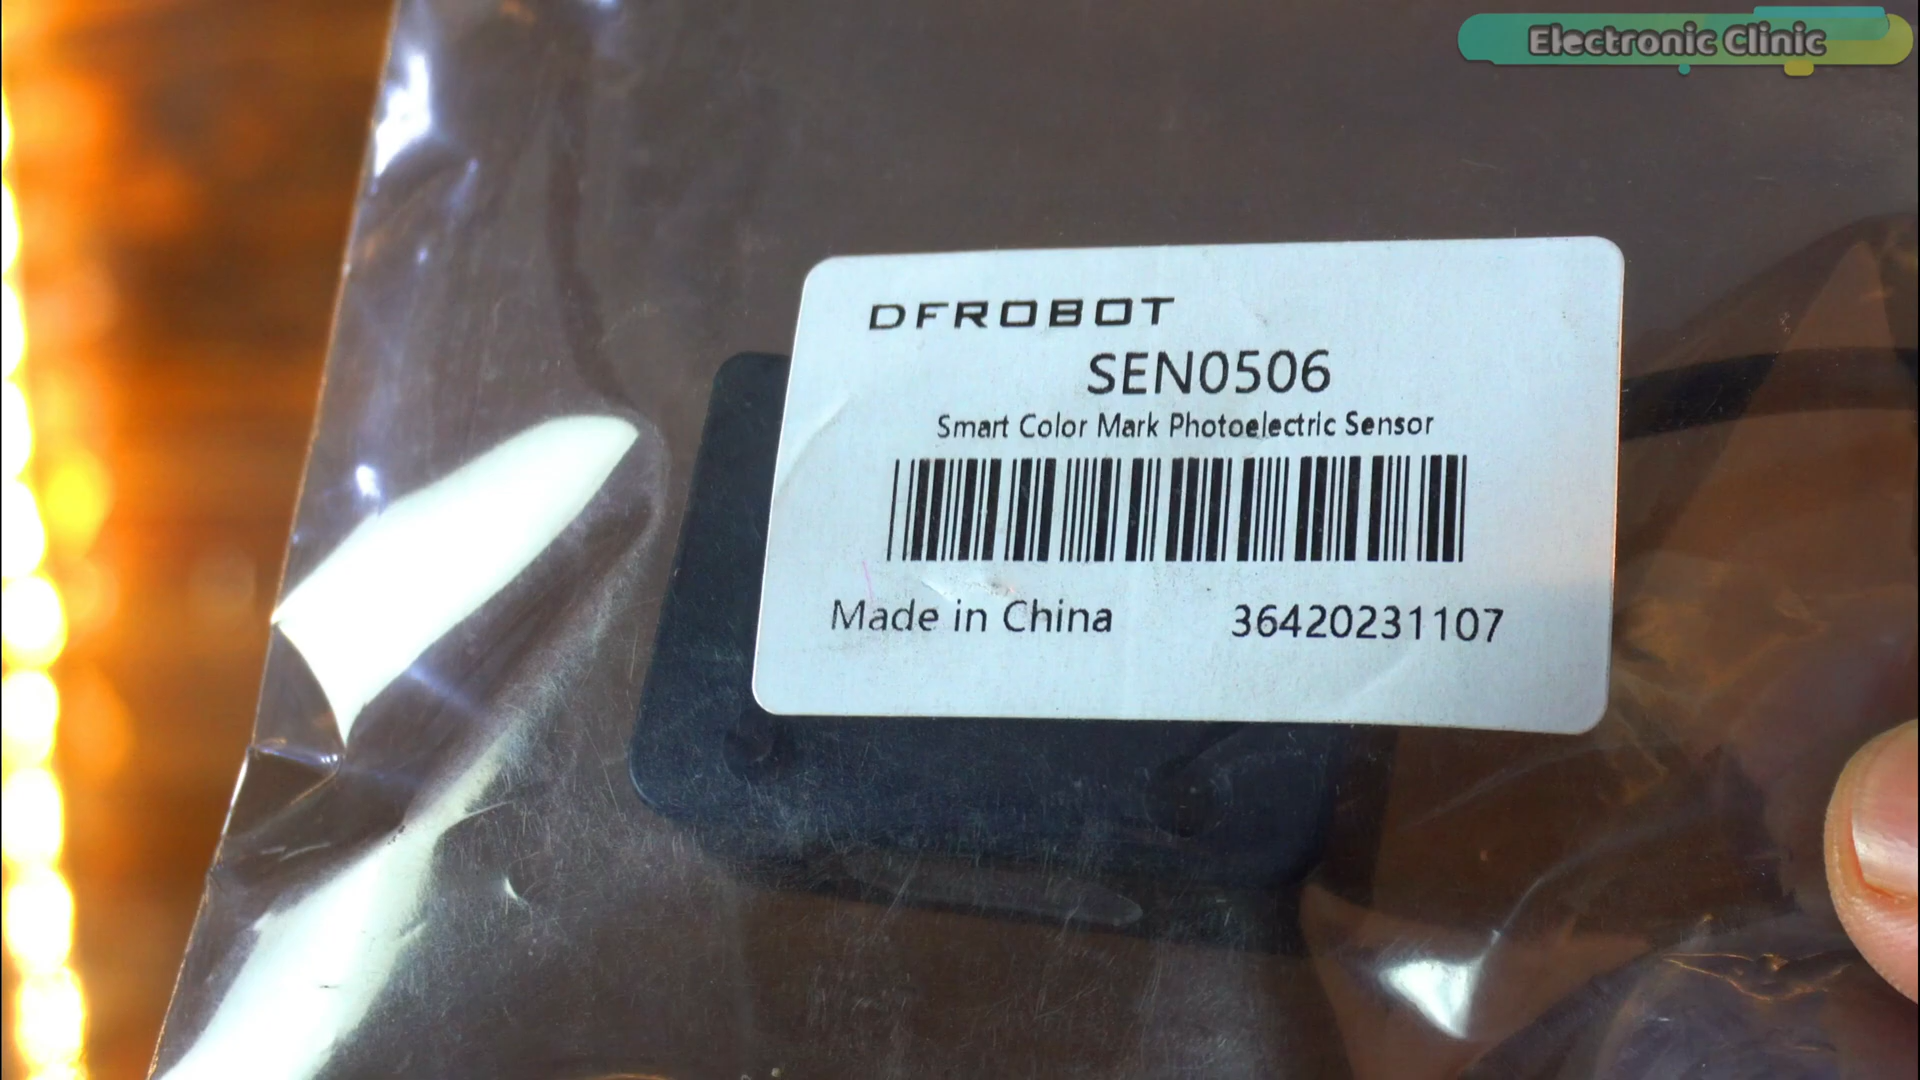 Electronic Clinic
DFROBOT
SEN0506
Smart Color Mark Photoelectric Sensor
Made in China 36420231107